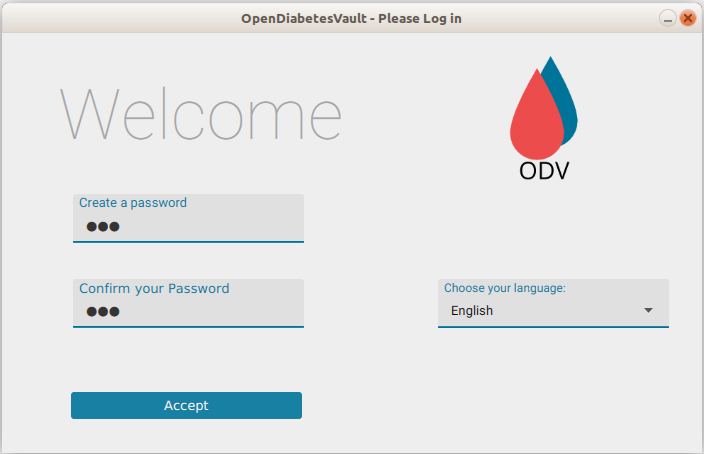 OpenDiabetesVault - Please Log in
Welcome
ODV
Create a password
●●●
Confirm your Password
●●●
Choose your language:
English
Accept